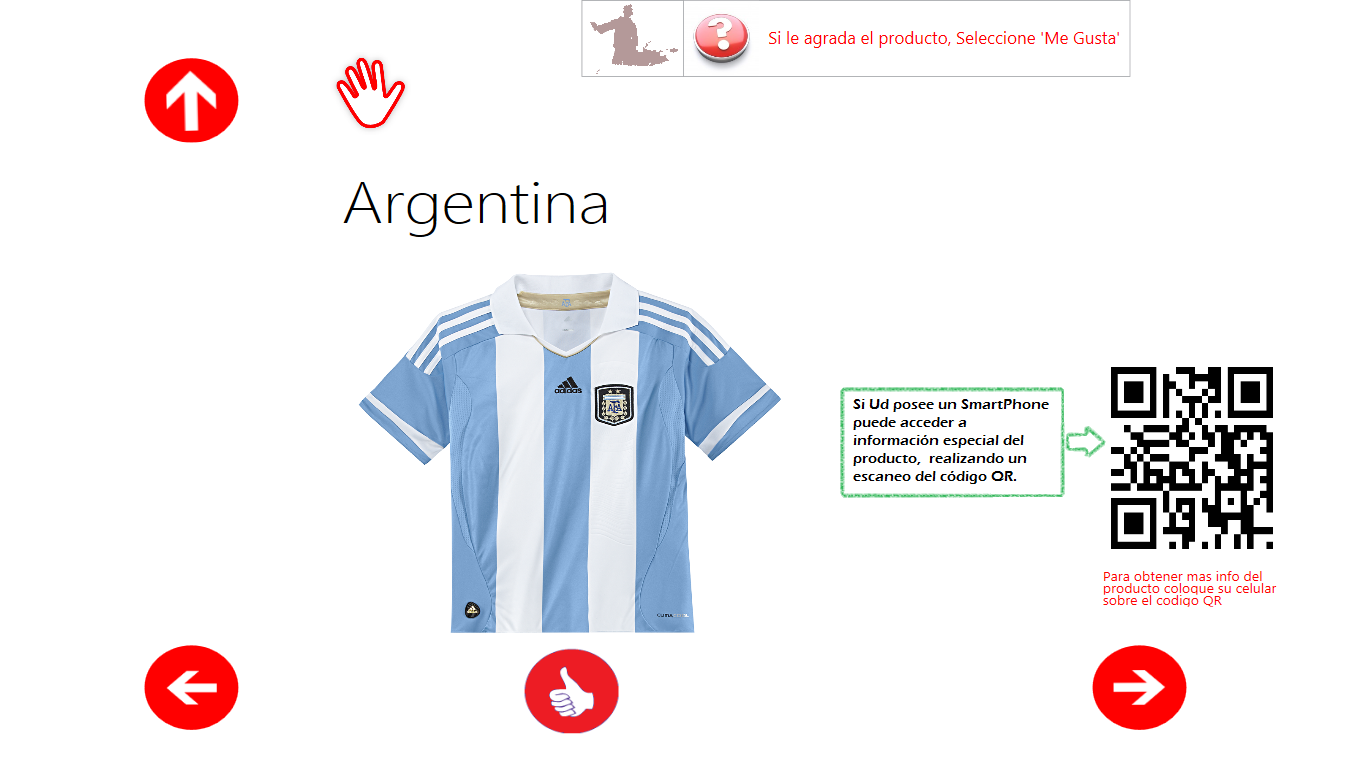 Si le agrada el producto, Seleccione 'Me Gusta'
Argentina
adidas
AFA
Si Ud posee un SmartPhone
puede acceder a
información especial del
producto, realizando un
escaneo del código QR.
Para obtener mas info del
producto coloque su celular
sobre el codigo QR